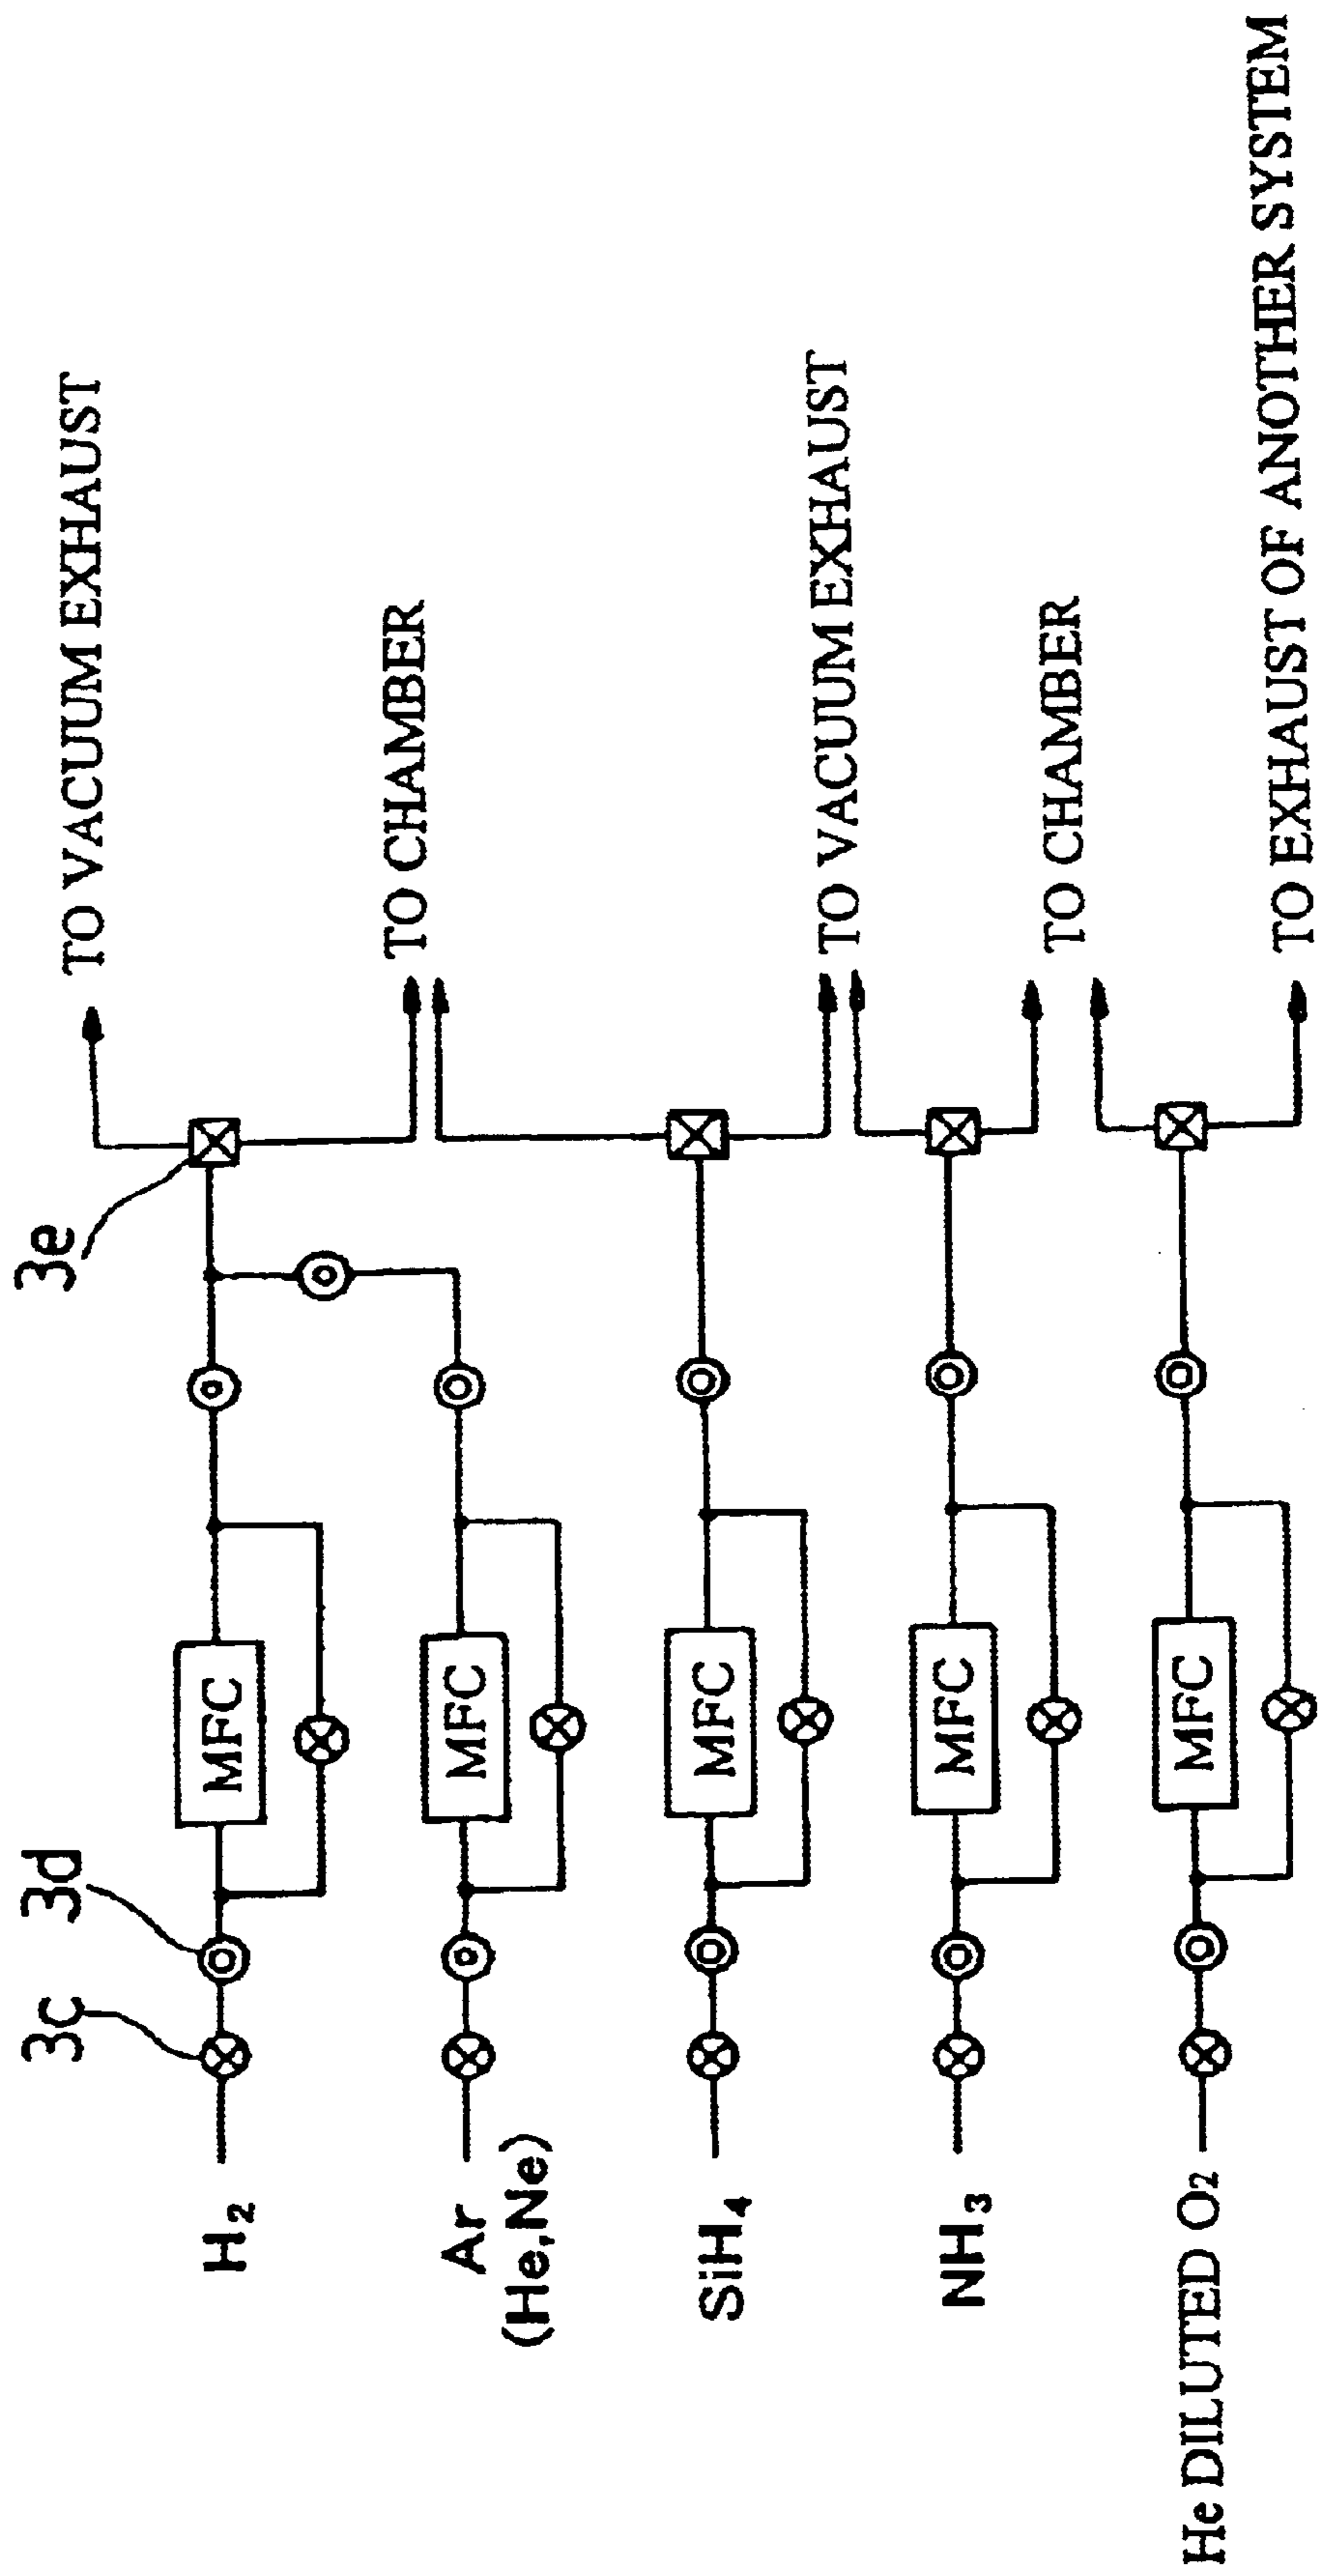 3c
3d
3e
H₂
MFC
TO VACUUM EXHAUST
TO CHAMBER
Ar
(He,Ne)
MFC
SiH₄
MFC
TO VACUUM EXHAUST
NH₃
MFC
TO CHAMBER
He DILUTED O₂
MFC
TO EXHAUST OF ANOTHER SYSTEM